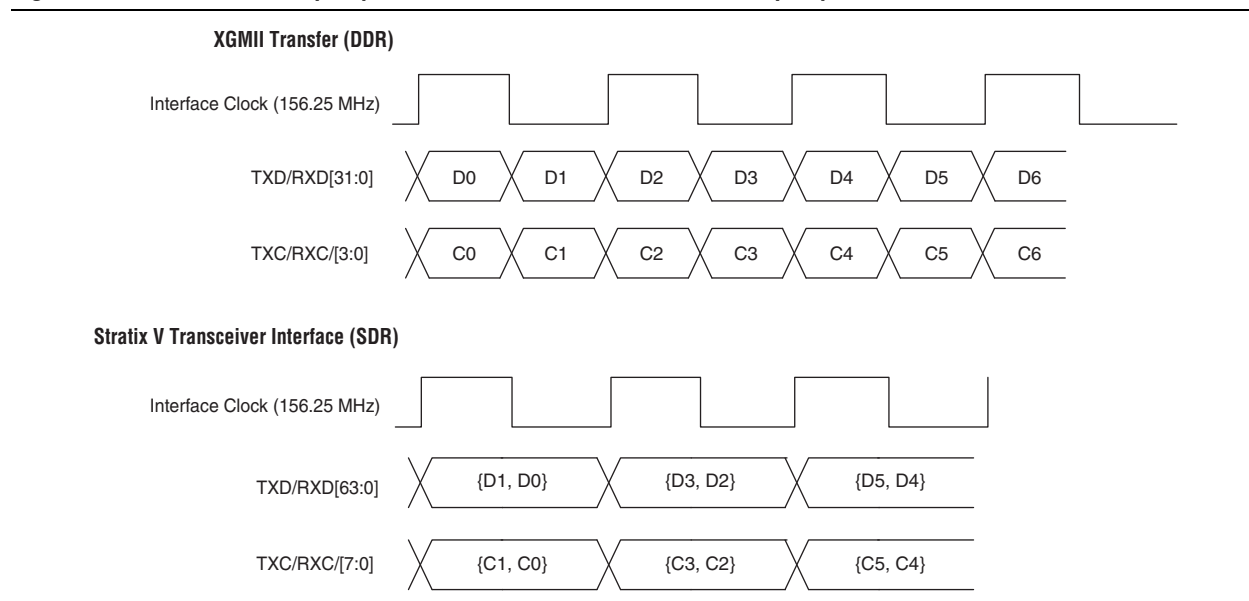 XGMII Transfer (DDR)
Interface Clock (156.25 MHz)
TXD/RXD[31:0] D0 D1 D2 D3 D4 D5 D6
TXC/RXC/[3:0] C0 C1 C2 C3 C4 C5 C6
Stratix V Transceiver Interface (SDR)
Interface Clock (156.25 MHz)
TXD/RXD[63:0] {D1, D0} {D3, D2} {D5, D4}
TXC/RXC/[7:0] {C1, C0} {C3, C2} {C5, C4}